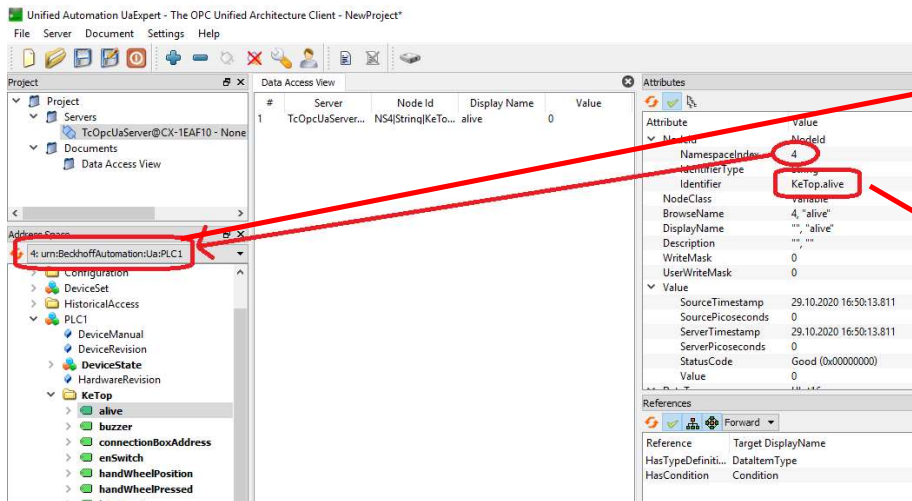 Unified Automation UaExpert - The OPC Unified Architecture Client - NewProject*
File Server Document Settings Help
Project
Project
Servers
TcOpcUaServer@CX-1EAF10 - None
Documents
Data Access View
Address Space
4: urn:BeckhoffAutomation:Ua:PLC1
Configuration
DeviceSet
HistoricalAccess
PLC1
DeviceManual
DeviceRevision
DeviceState
HardwareRevision
KeTop
alive
buzzer
connectionBoxAddress
enSwitch
handWheelPosition
handWheelPressed
Data Access View
# Server Node Id Display Name Value
1 TcOpcUaServer... NS4|String|KeTo... alive 0
Attributes
Attribute Value
NodeId NodeId
NamespaceIndex 4
IdentifierType String
Identifier KeTop.alive
NodeClass Variable
BrowseName 4, "alive"
DisplayName "", "alive"
Description "", ""
WriteMask 0
UserWriteMask 0
Value
SourceTimestamp 29.10.2020 16:50:13.811
SourcePicoseconds 0
ServerTimestamp 29.10.2020 16:50:13.811
ServerPicoseconds 0
StatusCode Good (0x00000000)
Value 0
References
Forward
Reference Target DisplayName
HasTypeDefiniti... DataItemType
HasCondition Condition